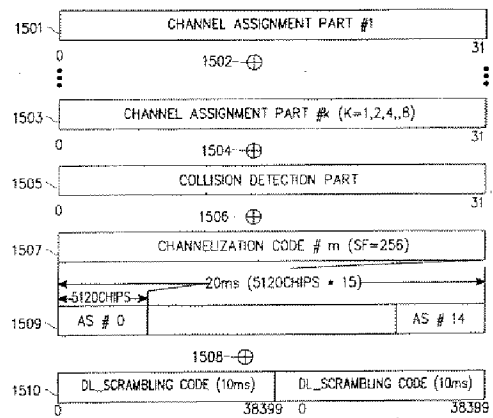 1501 CHANNEL ASSIGNMENT PART #1
0 31
1502
1503 CHANNEL ASSIGNMENT PART #k (K=1,2,4,,8)
0 31
1504
1505 COLLISION DETECTION PART
0 31
1506
1507 CHANNELIZATION CODE # m (SF=256)
20ms (5120CHIPS * 15)
5120CHIPS
1509 AS # 0 AS # 14
1508
1510 DL_SCRAMBLING CODE (10ms) DL_SCRAMBLING CODE (10ms)
0 38399 0 38399